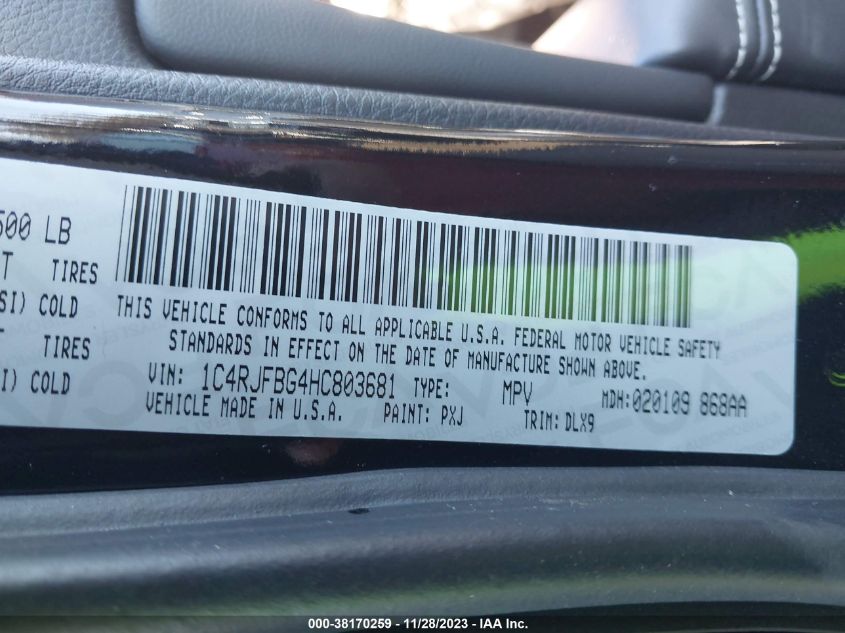 500 LB
T TIRES
SI) COLD
T TIRES
I) COLD
THIS VEHICLE CONFORMS TO ALL APPLICABLE U.S.A. FEDERAL MOTOR VEHICLE SAFETY
STANDARDS IN EFFECT ON THE DATE OF MANUFACTURE SHOWN ABOVE.
VIN: 1C4RJFBG4HC803681 TYPE: MPV MDH:020109 868AA
VEHICLE MADE IN U.S.A. PAINT: PXJ TRIM: DLX9
000-38170259 - 11/28/2023 - IAA Inc.